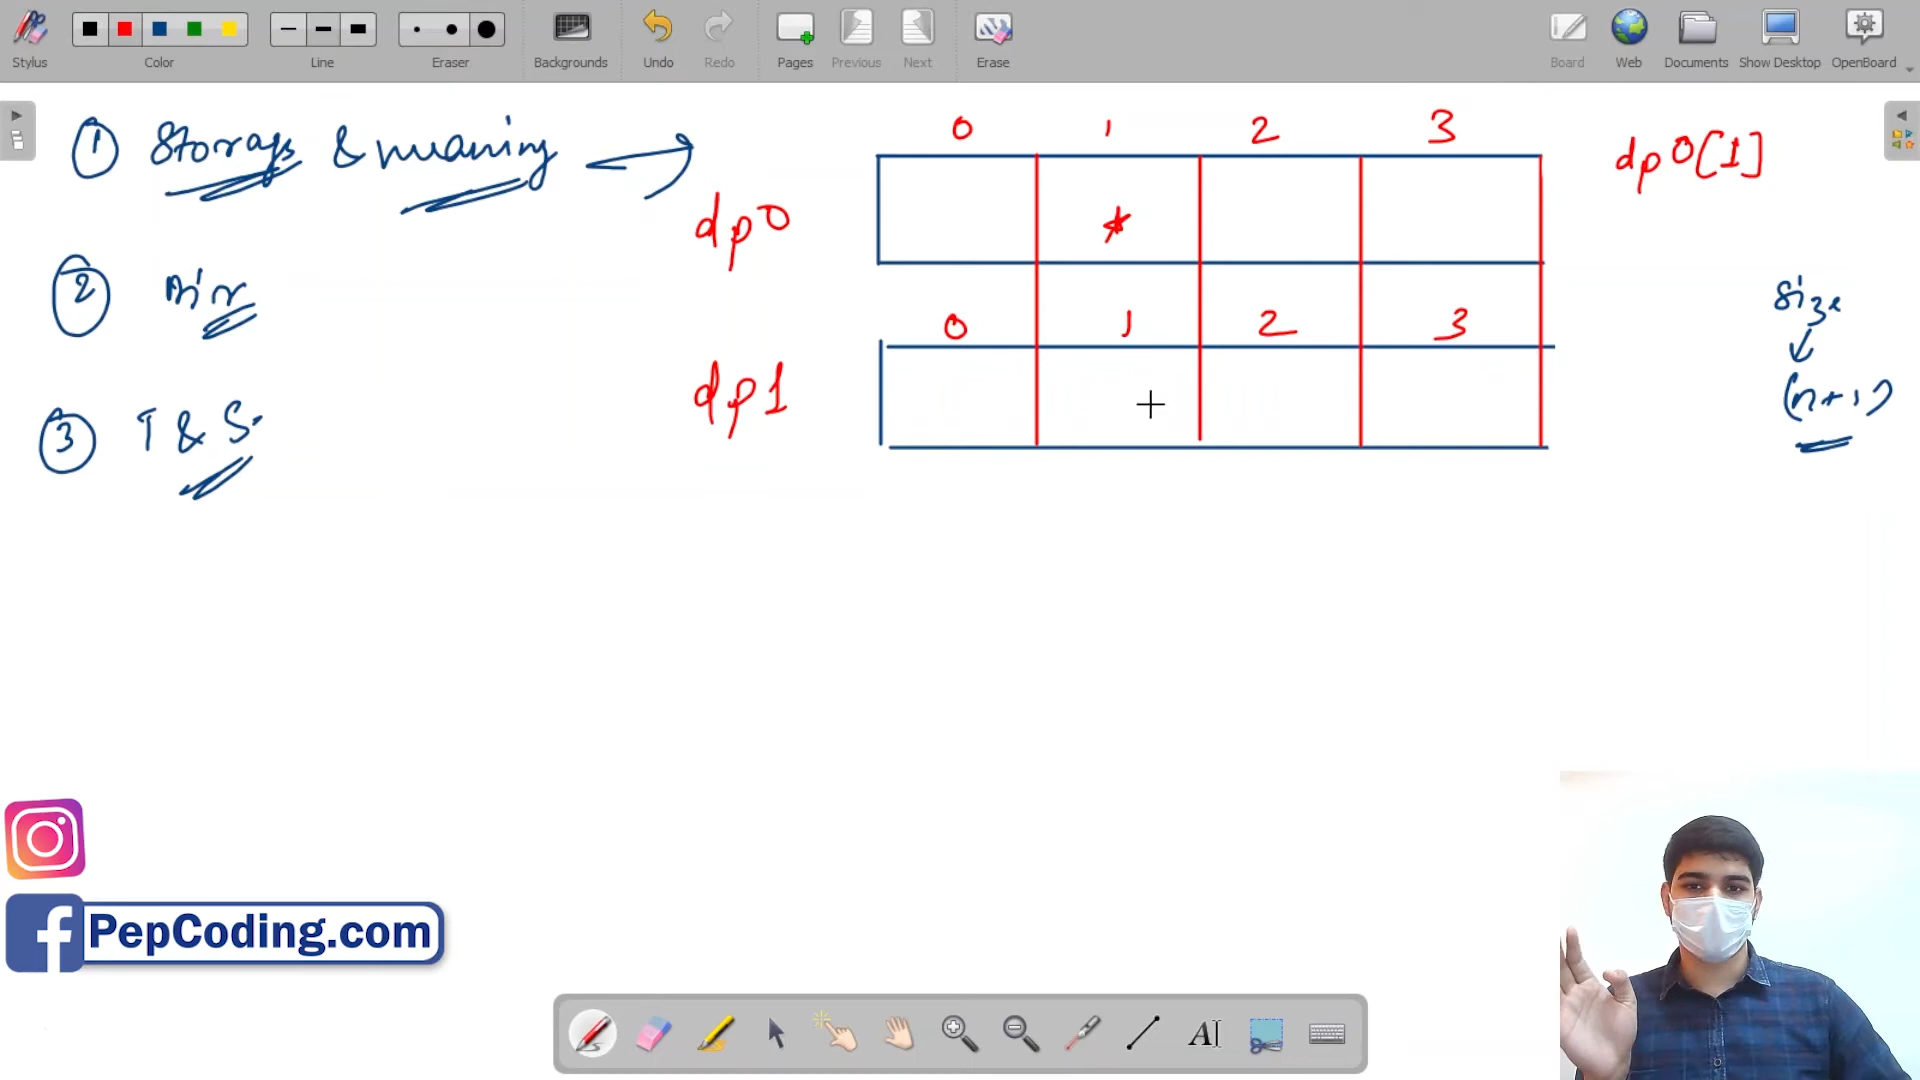 Stylus Color Line Eraser Backgrounds Undo Redo Pages Previous Next Erase Board Web Documents Show Desktop OpenBoard
① Storage & meaning
0 1 2 3
dp0[1]
dp0
*
② Dir
size
0 1 2 3
dp1
(n+1)
③ T & S.
f PepCoding.com